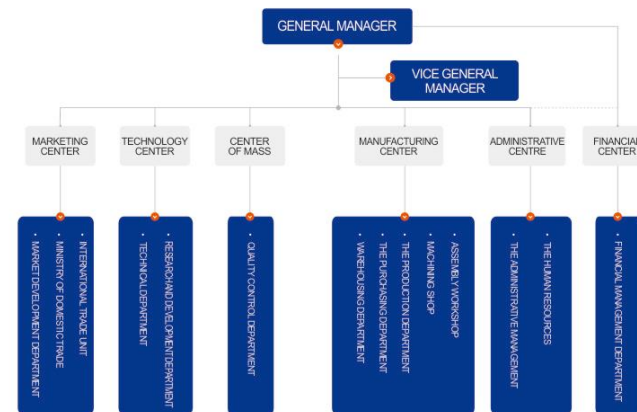 GENERAL MANAGER
VICE GENERAL
MANAGER
MARKETING
CENTER
TECHNOLOGY
CENTER
CENTER
OF MASS
MANUFACTURING
CENTER
ADMINISTRATIVE
CENTRE
FINANCIAL
CENTER
• INTERNATIONAL TRADE UNIT
• MINISTRY OF DOMESTIC TRADE
• MARKET DEVELOPMENT DEPARTMENT
• RESEARCH AND DEVELOPMENT DEPARTMENT
• TECHNICAL DEPARTMENT
• QUALITY CONTROL DEPARTMENT
• ASSEMBLY WORKSHOP
• MACHINING SHOP
• THE PRODUCTION DEPARTMENT
• THE PURCHASING DEPARTMENT
• WAREHOUSING DEPARTMENT
• THE HUMAN RESOURCES
• THE ADMINISTRATIVE MANAGEMENT
• FINANCIAL MANAGEMENT DEPARTMENT